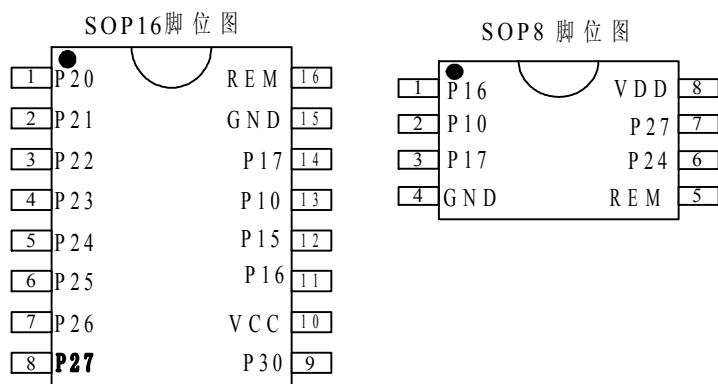 SOP16脚位图
1 P20 REM 16
2 P21 GND 15
3 P22 P17 14
4 P23 P10 13
5 P24 P15 12
6 P25 P16 11
7 P26 VCC 10
8 P27 P30 9
SOP8 脚位图
1 P16 VDD 8
2 P10 P27 7
3 P17 P24 6
4 GND REM 5